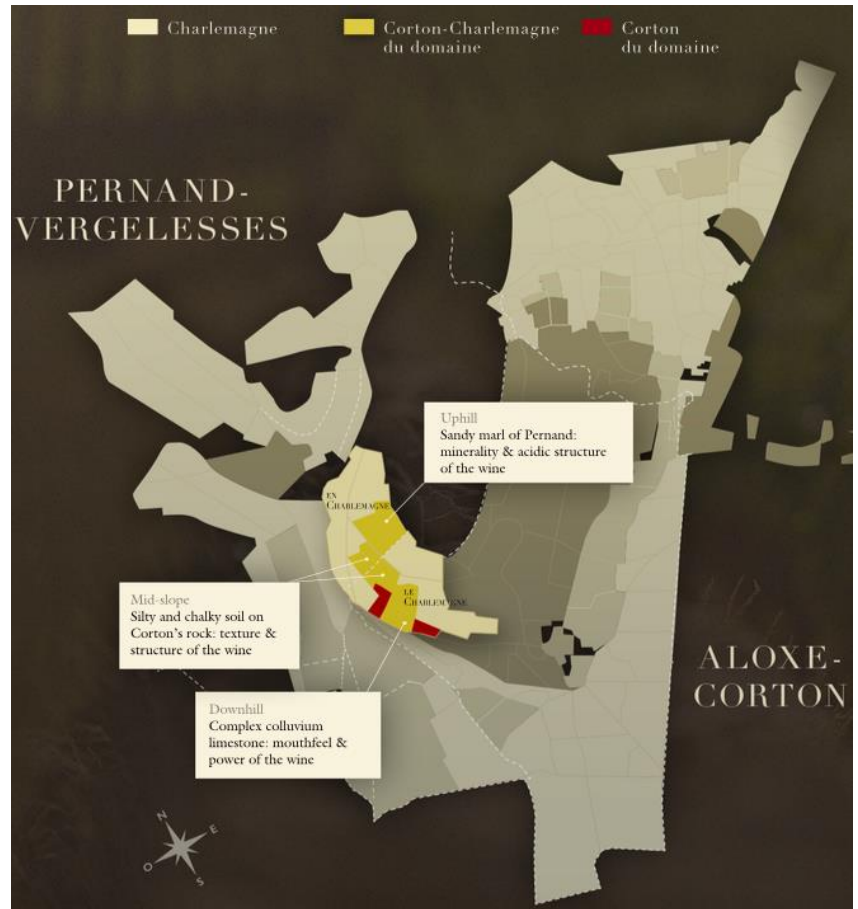 Charlemagne
Corton-Charlemagne
du domaine
Corton
du domaine
PERNAND-
VERGELESSES
Uphill
Sandy marl of Pernand:
minerality & acidic structure
of the wine
EN
CHARLEMAGNE
LE
CHARLEMAGNE
Mid-slope
Silty and chalky soil on
Corton's rock: texture &
structure of the wine
ALOXE-
CORTON
Downhill
Complex colluvium
limestone: mouthfeel &
power of the wine
N
E
O
S